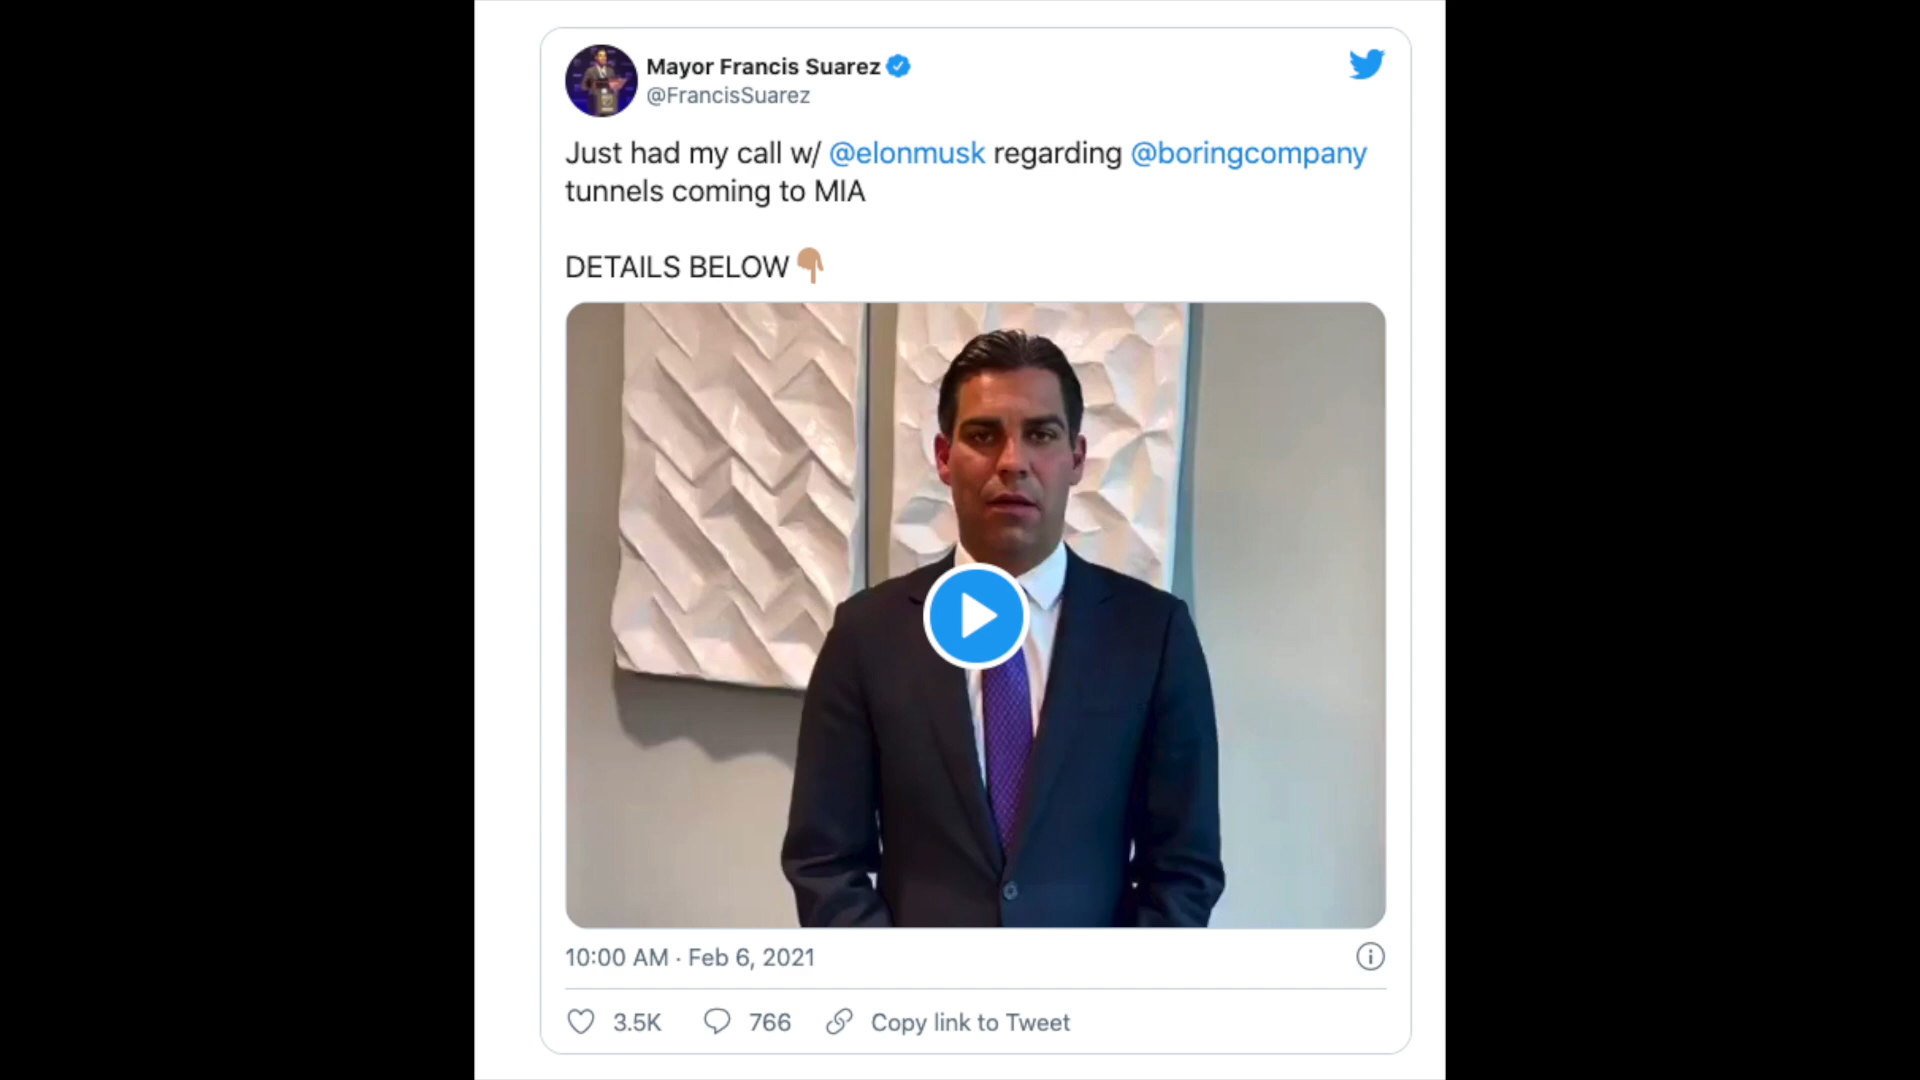 Mayor Francis Suarez
@FrancisSuarez
Just had my call w/ @elonmusk regarding @boringcompany
tunnels coming to MIA
DETAILS BELOW👇🏽
10:00 AM · Feb 6, 2021
3.5K 766 Copy link to Tweet